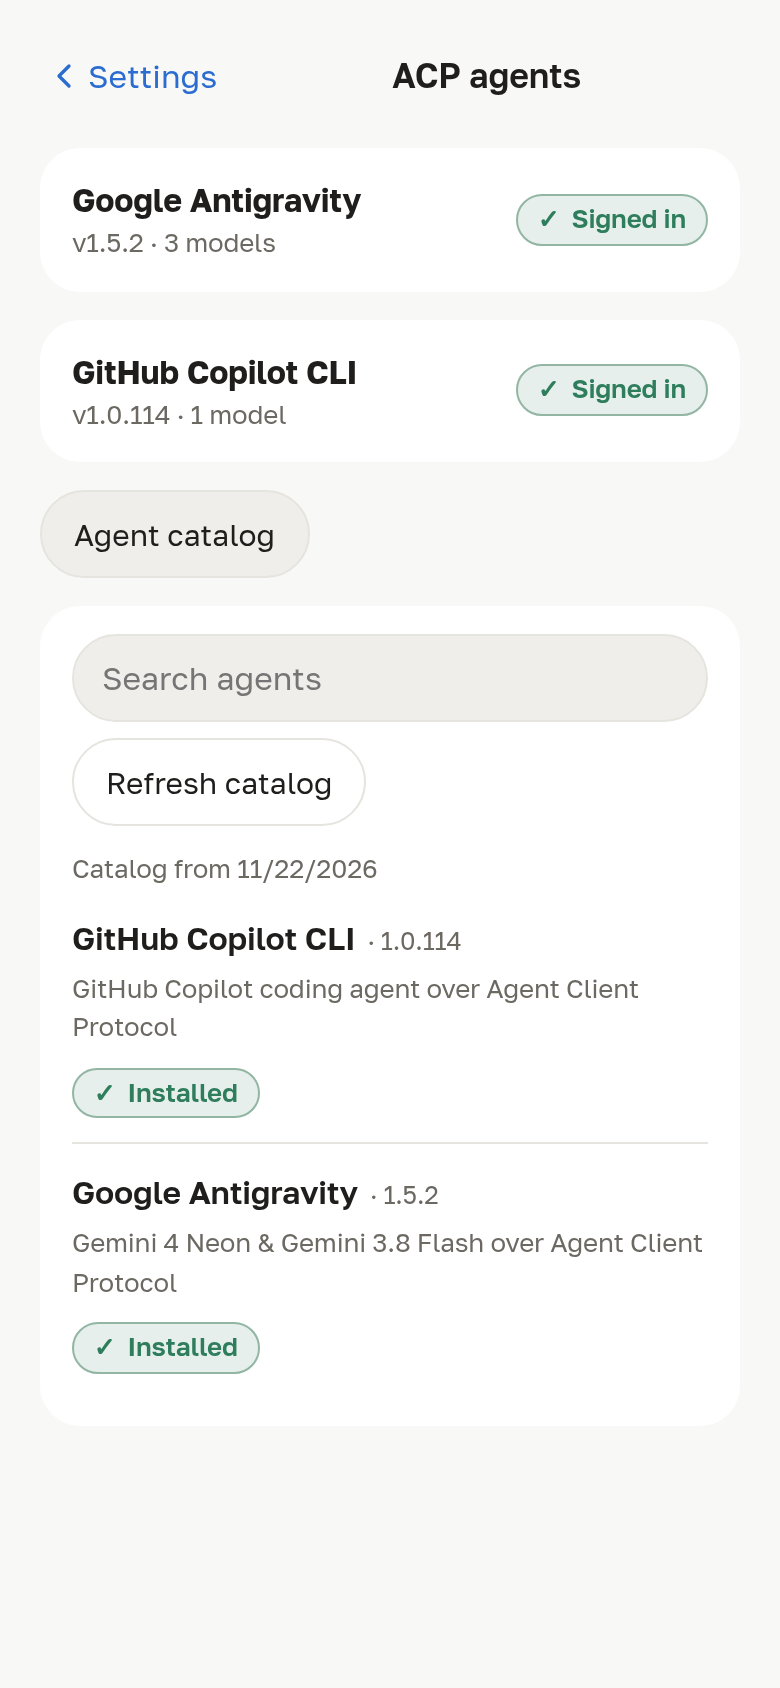 Settings
ACP agents
Google Antigravity
v1.5.2 · 3 models
✓ Signed in
GitHub Copilot CLI
v1.0.114 · 1 model
✓ Signed in
Agent catalog
Search agents
Refresh catalog
Catalog from 11/22/2026
GitHub Copilot CLI · 1.0.114
GitHub Copilot coding agent over Agent Client
Protocol
✓ Installed
Google Antigravity · 1.5.2
Gemini 4 Neon & Gemini 3.8 Flash over Agent Client
Protocol
✓ Installed